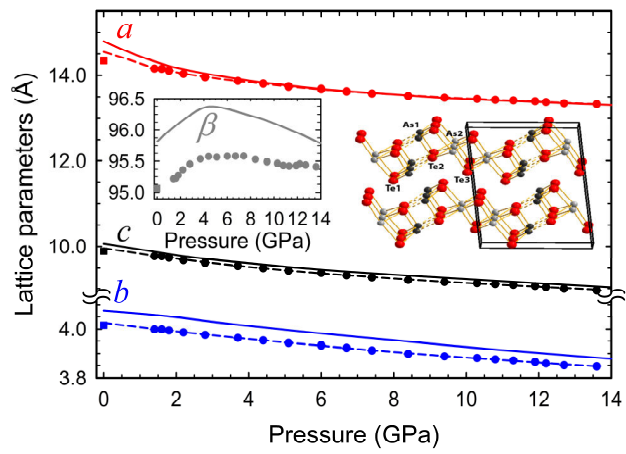 a
14.0
12.0
10.0
4.0
3.8
Lattice parameters (Å)
c
b
96.5
96.0
95.5
95.0
β
0 2 4 6 8 10 12 14
Pressure (GPa)
As1
As2
Te1
Te2
Te3
0 2 4 6 8 10 12 14
Pressure (GPa)